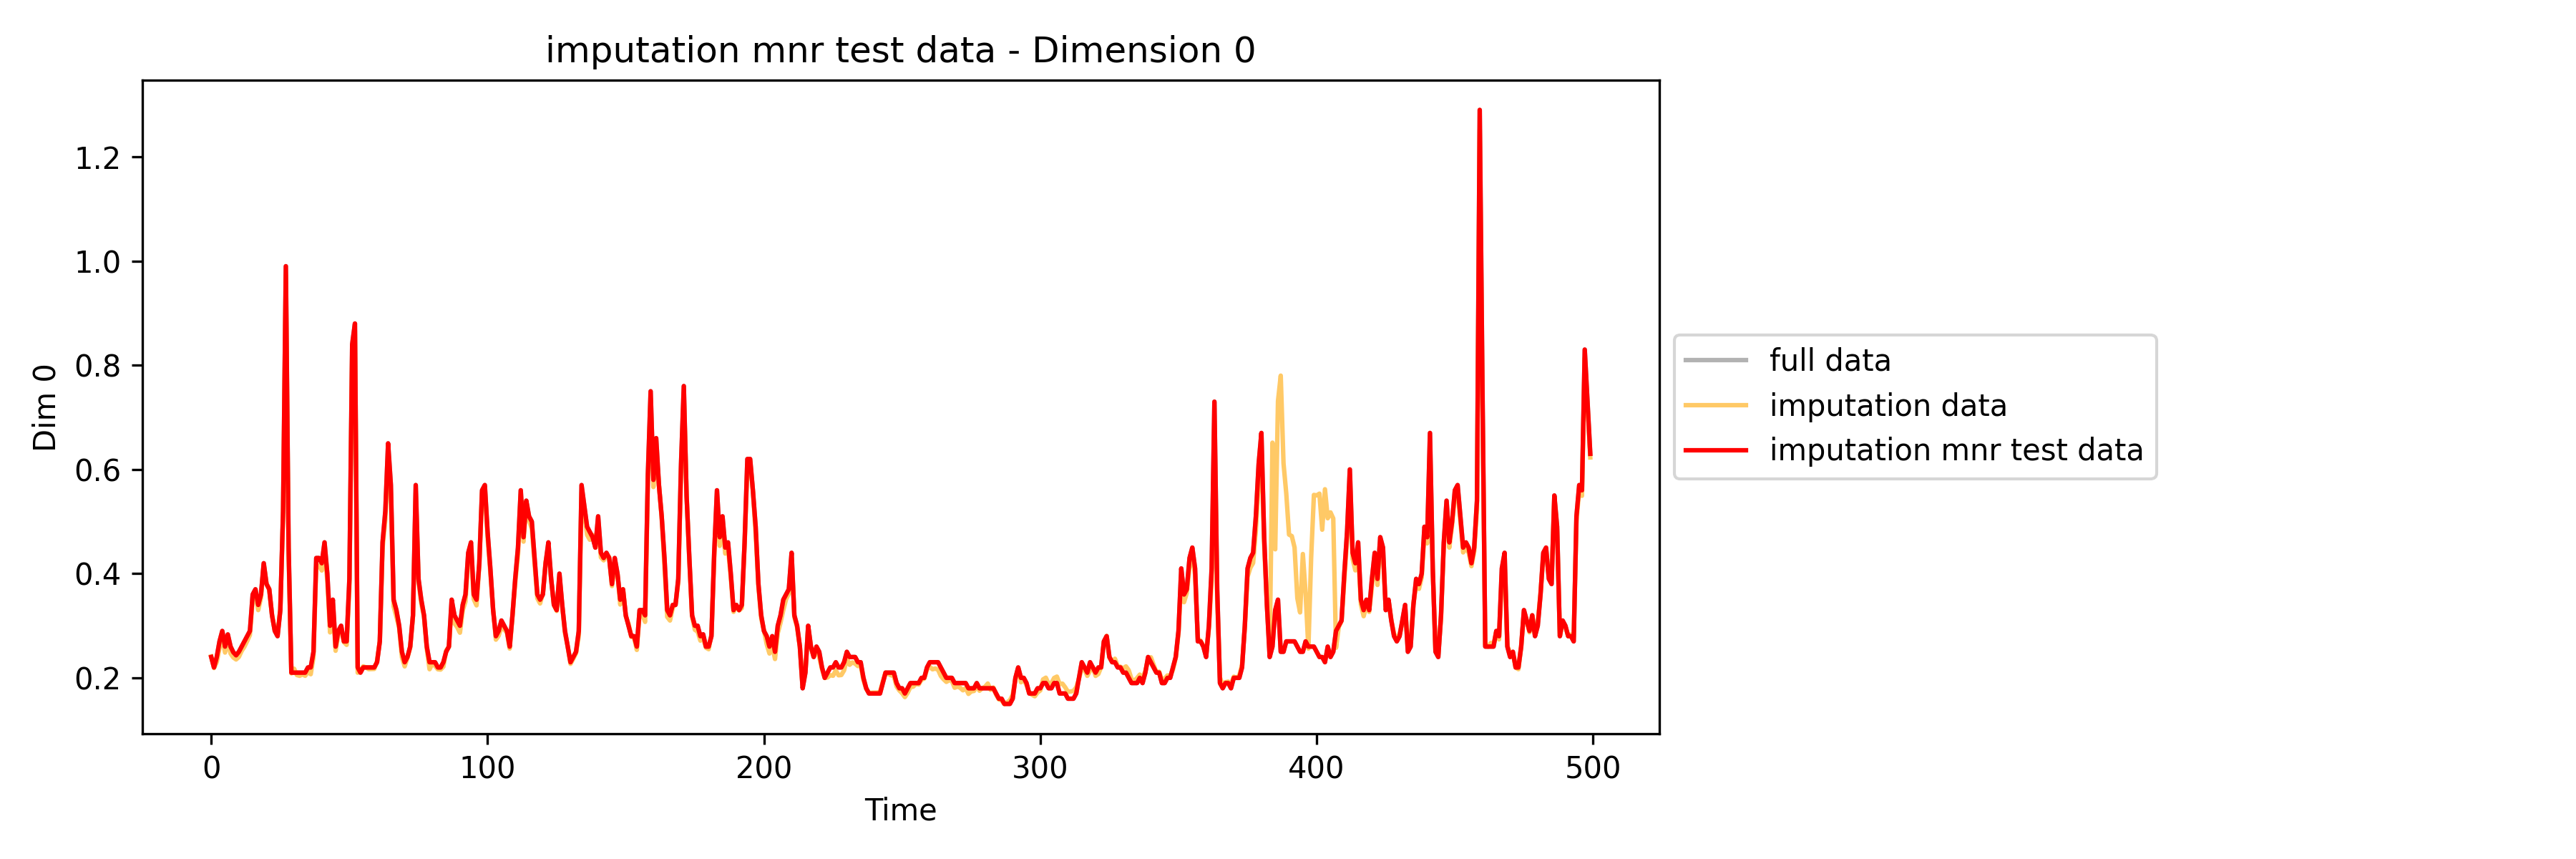 imputation mnr test data - Dimension 0
1.2
1.0
0.8
0.6
0.4
0.2
Dim 0
0 100 200 300 400 500
Time
full data
imputation data
imputation mnr test data